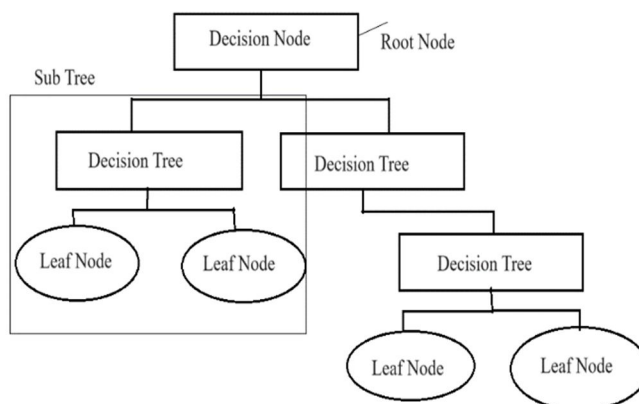 Decision Node
Root Node
Sub Tree
Decision Tree
Decision Tree
Leaf Node
Leaf Node
Decision Tree
Leaf Node
Leaf Node